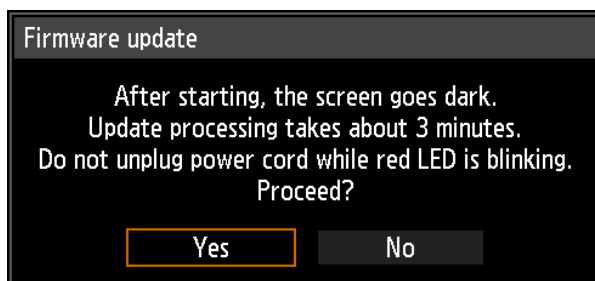 Firmware update
After starting, the screen goes dark.
Update processing takes about 3 minutes.
Do not unplug power cord while red LED is blinking.
Proceed?
Yes No